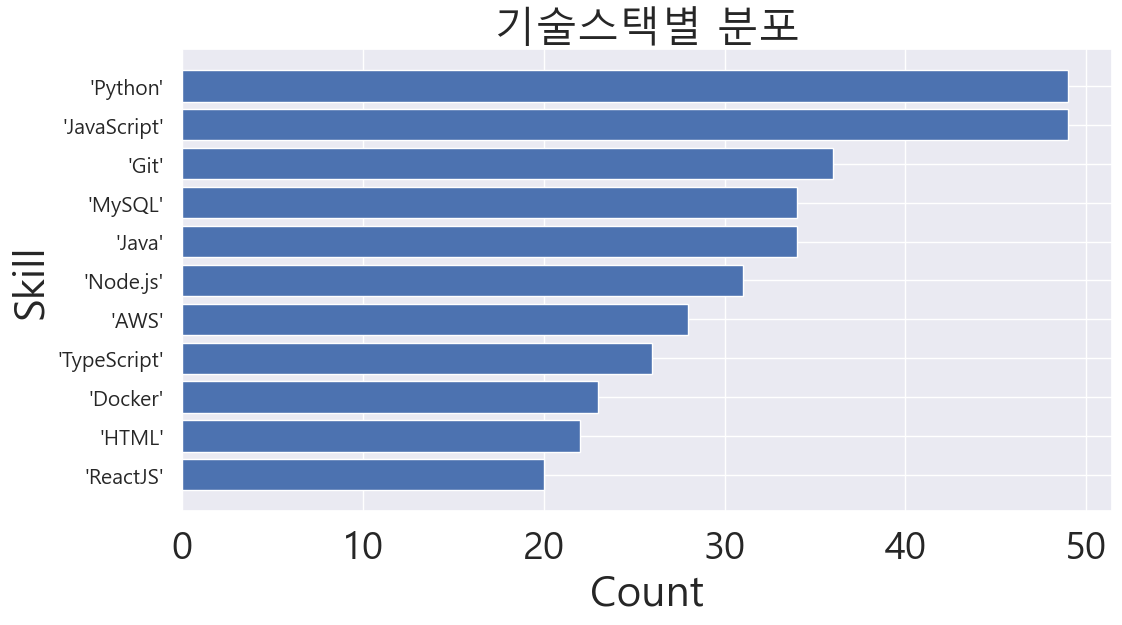 기술스택별 분포
'Python'
'JavaScript'
'Git'
'MySQL'
'Java'
'Node.js'
'AWS'
'TypeScript'
'Docker'
'HTML'
'ReactJS'
Skill
0 10 20 30 40 50
Count